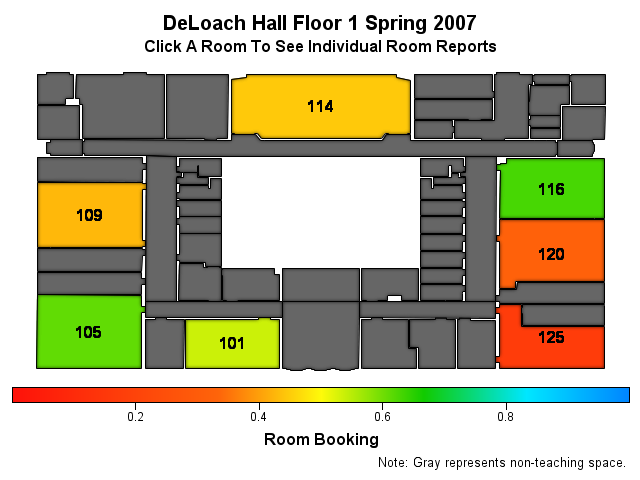 DeLoach Hall Floor 1 Spring 2007
Click A Room To See Individual Room Reports
114
116
109
120
105
101
125
0.2 0.4 0.6 0.8
Room Booking
Note: Gray represents non-teaching space.